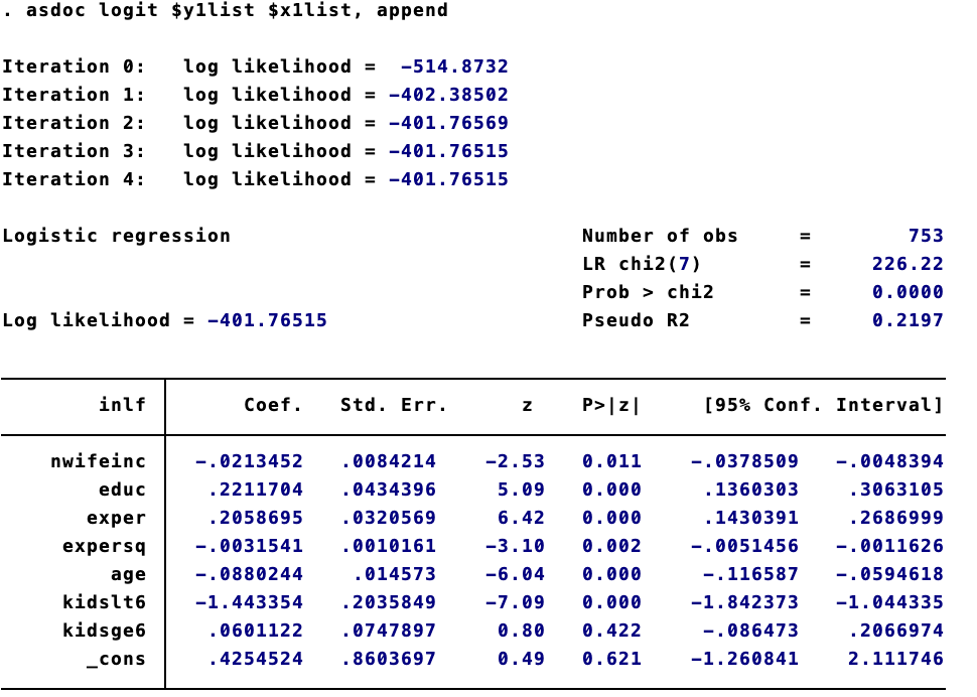 . asdoc logit $y1list $x1list, append
Iteration 0:   log likelihood =  -514.8732
Iteration 1:   log likelihood = -402.38502
Iteration 2:   log likelihood = -401.76569
Iteration 3:   log likelihood = -401.76515
Iteration 4:   log likelihood = -401.76515
Logistic regression                             Number of obs     =        753
                                                LR chi2(7)        =     226.22
                                                Prob > chi2       =     0.0000
Log likelihood = -401.76515                     Pseudo R2         =     0.2197
        inlf |      Coef.   Std. Err.      z    P>|z|     [95% Conf. Interval]
    nwifeinc |  -.0213452   .0084214    -2.53   0.011    -.0378509   -.0048394
        educ |   .2211704   .0434396     5.09   0.000     .1360303    .3063105
       exper |   .2058695   .0320569     6.42   0.000     .1430391    .2686999
     expersq |  -.0031541   .0010161    -3.10   0.002    -.0051456   -.0011626
         age |  -.0880244    .014573    -6.04   0.000     -.116587   -.0594618
     kidslt6 |  -1.443354   .2035849    -7.09   0.000    -1.842373   -1.044335
     kidsge6 |   .0601122   .0747897     0.80   0.422     -.086473    .2066974
       _cons |   .4254524   .8603697     0.49   0.621    -1.260841    2.111746